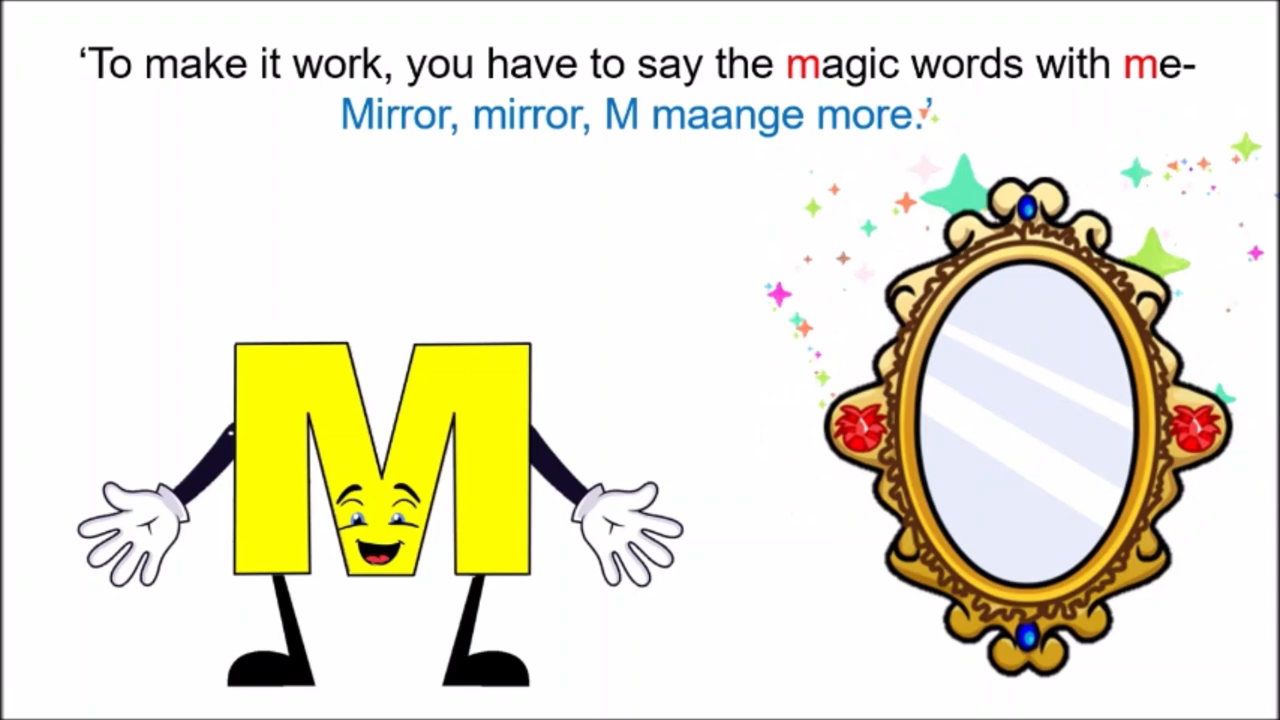 ‘To make it work, you have to say the magic words with me-
Mirror, mirror, M maange more.’
M